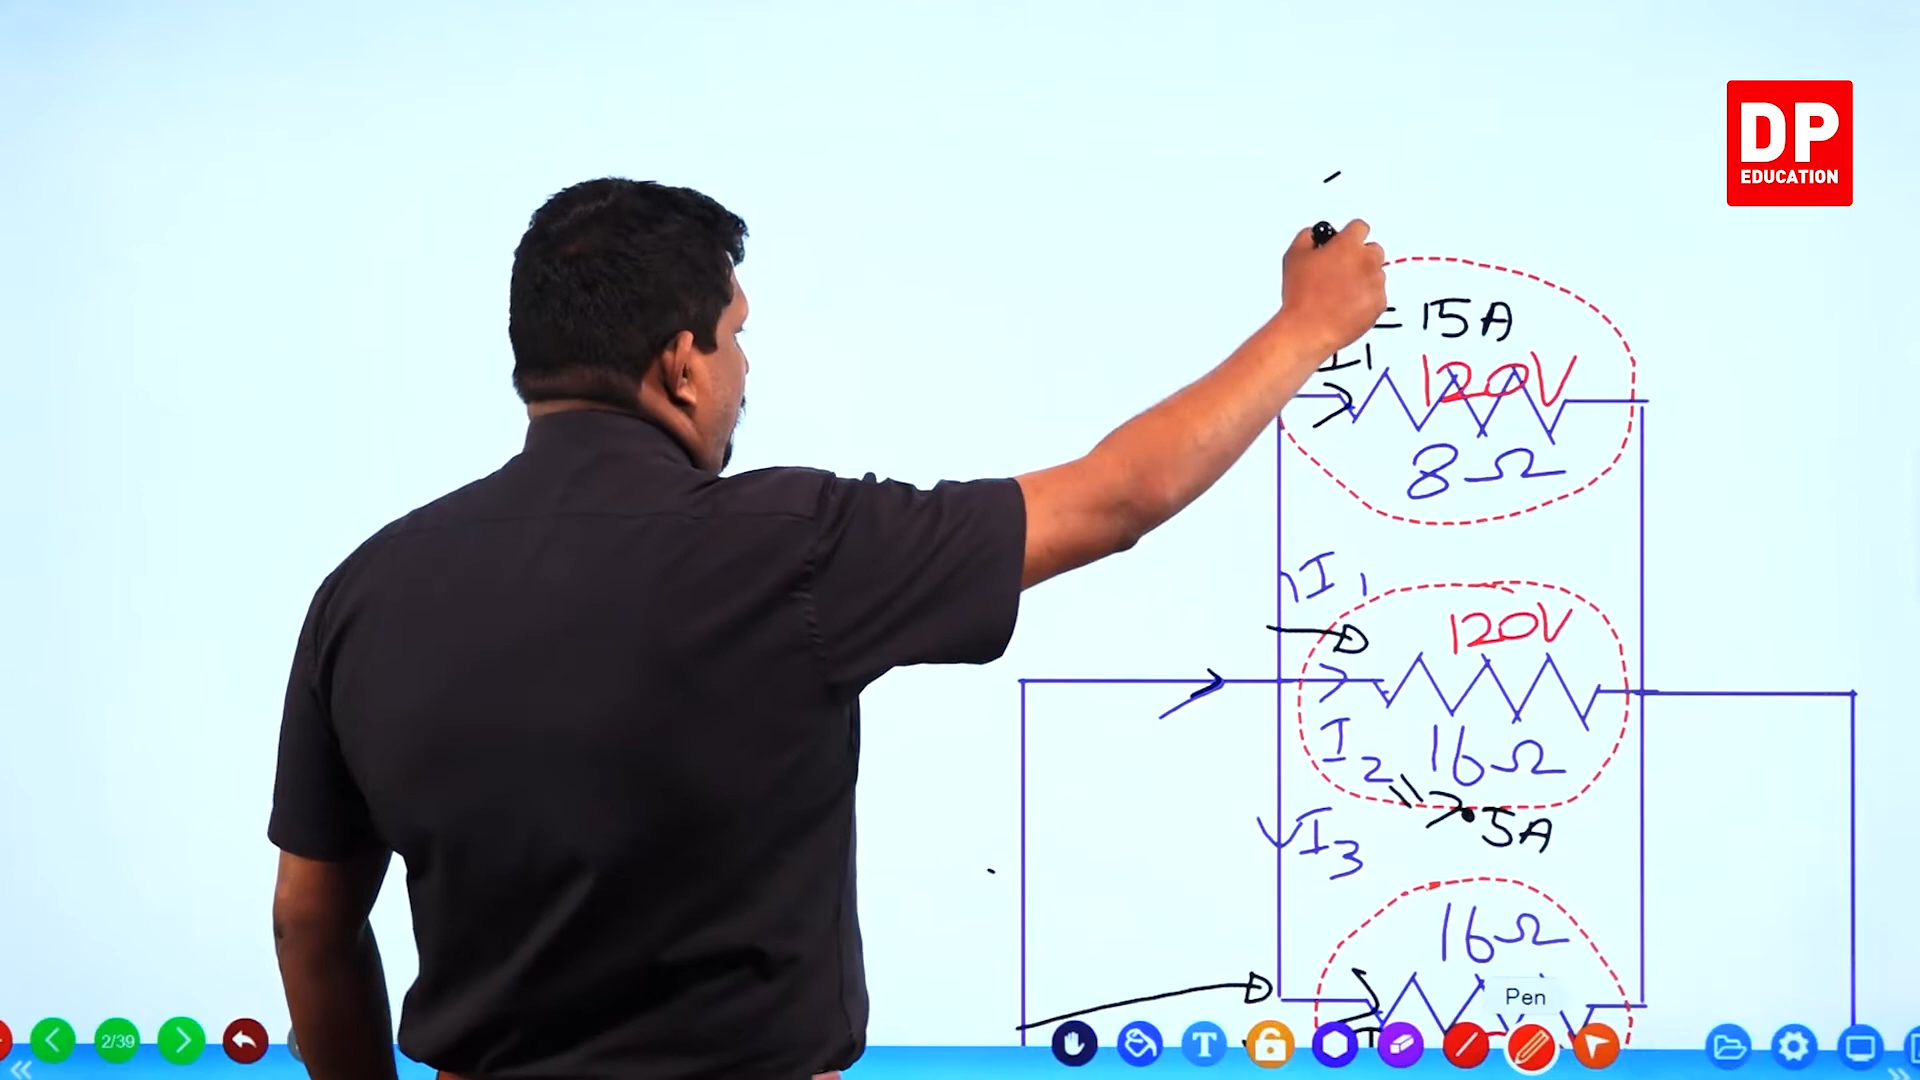 DP
EDUCATION
= 15A
I1
120V
8Ω
I1
120V
I2
16Ω
5A
I3
16Ω
Pen
2/39
T